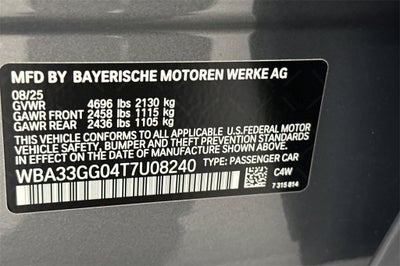 MFD BY BAYERISCHE MOTOREN WERKE AG
08/25
GVWR 4696 lbs 2130 kg
GAWR FRONT 2458 lbs 1115 kg
GAWR REAR 2436 lbs 1105 kg
THIS VEHICLE CONFORMS TO ALL APPLICABLE U.S.FEDERAL MOTOR
VEHICLE SAFETY, BUMPER AND THEFT PREVENTION STANDARDS
IN EFFECT ON THE DATE OF MANUFACTURE SHOWN ABOVE.
WBA33GG04T7U08240 TYPE: PASSENGER CAR
C4W
7 315 814